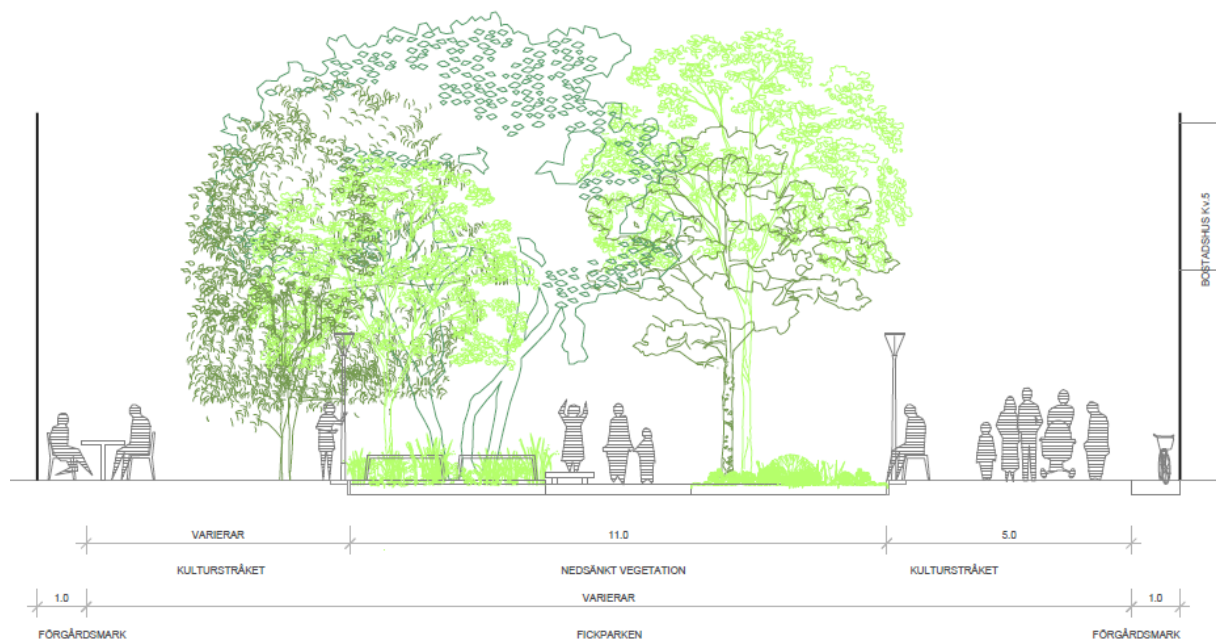 BOSTADSHUS Kv.5
VARIERAR 11.0 5.0
KULTURSTRÅKET NEDSÄNKT VEGETATION KULTURSTRÅKET
1.0 VARIERAR 1.0
FÖRGÅRDSMARK FICKPARKEN FÖRGÅRDSMARK